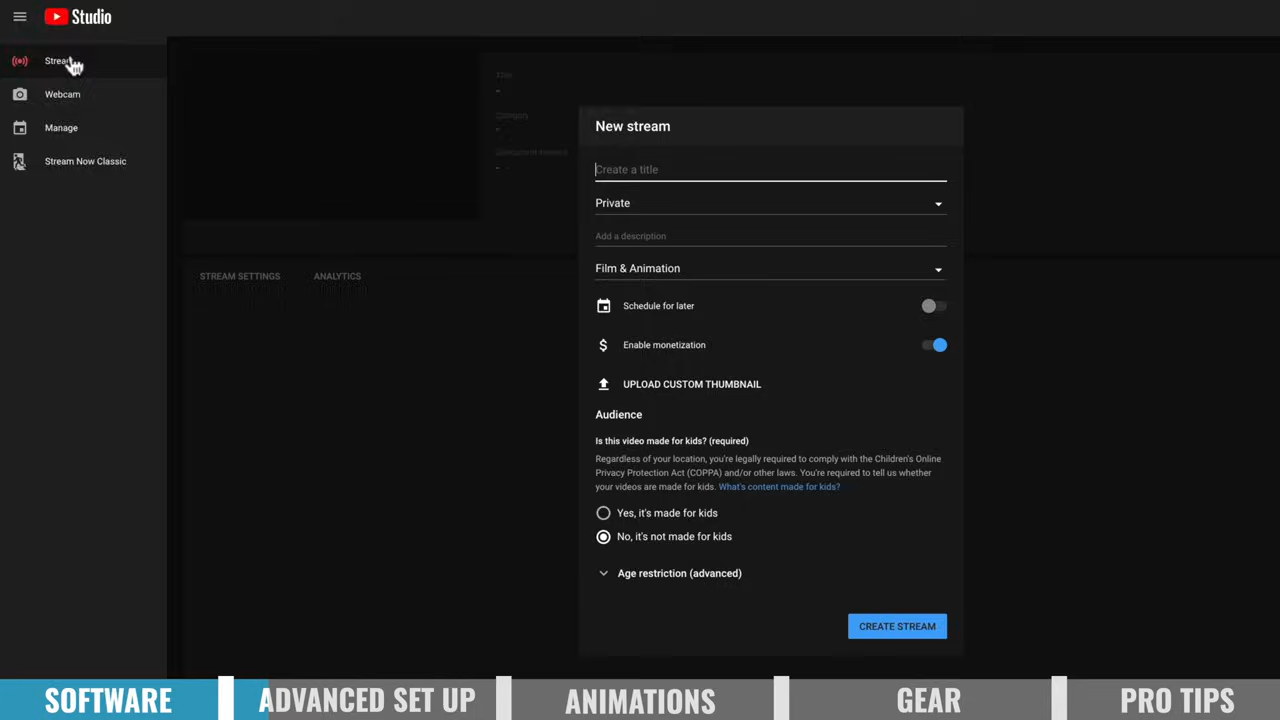 Studio
Stream
Webcam
Manage
Stream Now Classic
Title
-
Category
-
-
STREAM SETTINGS
ANALYTICS
New stream
Create a title
Private
Add a description
Film & Animation
Schedule for later
Enable monetization
UPLOAD CUSTOM THUMBNAIL
Audience
Is this video made for kids? (required)
Regardless of your location, you're legally required to comply with the Children's Online
Privacy Protection Act (COPPA) and/or other laws. You're required to tell us whether
your videos are made for kids. What's content made for kids?
Yes, it's made for kids
No, it's not made for kids
Age restriction (advanced)
CREATE STREAM
SOFTWARE
ADVANCED SET UP
ANIMATIONS
GEAR
PRO TIPS